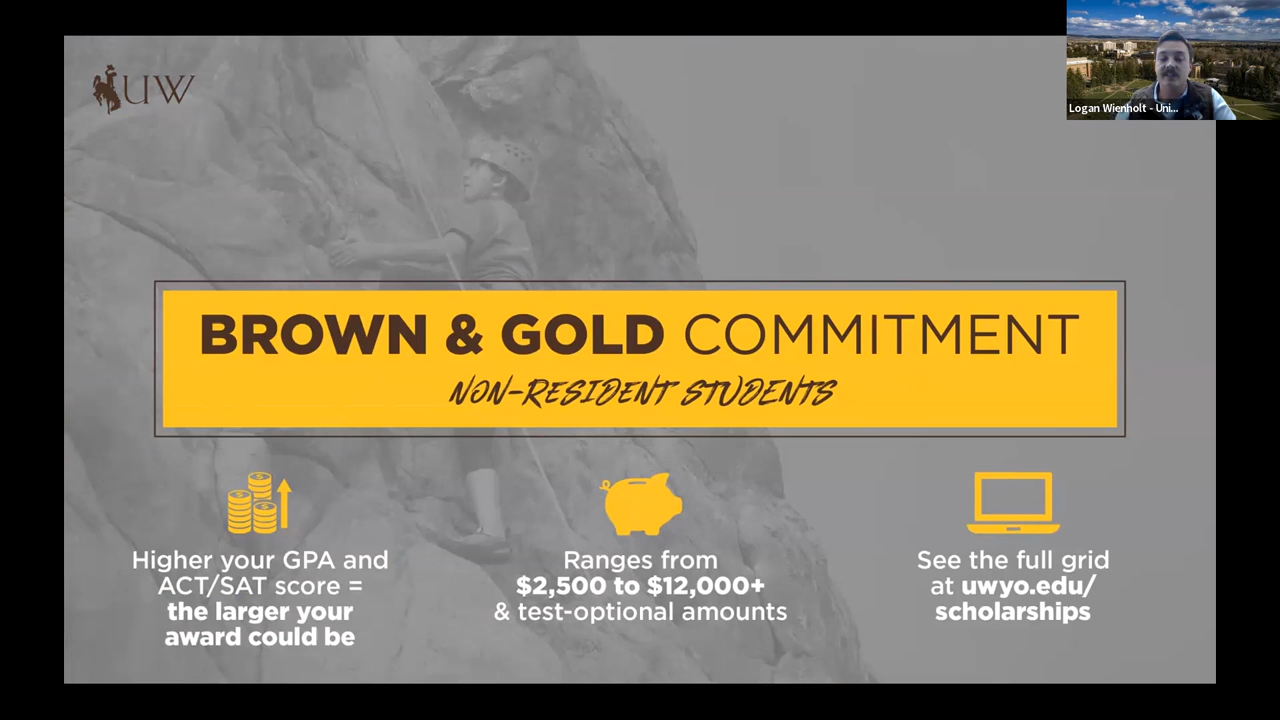 UW
Logan Wienholt - Uni...
BROWN & GOLD COMMITMENT
NON-RESIDENT STUDENTS
Higher your GPA and
ACT/SAT score =
the larger your
award could be
Ranges from
$2,500 to $12,000+
& test-optional amounts
See the full grid
at uwyo.edu/
scholarships